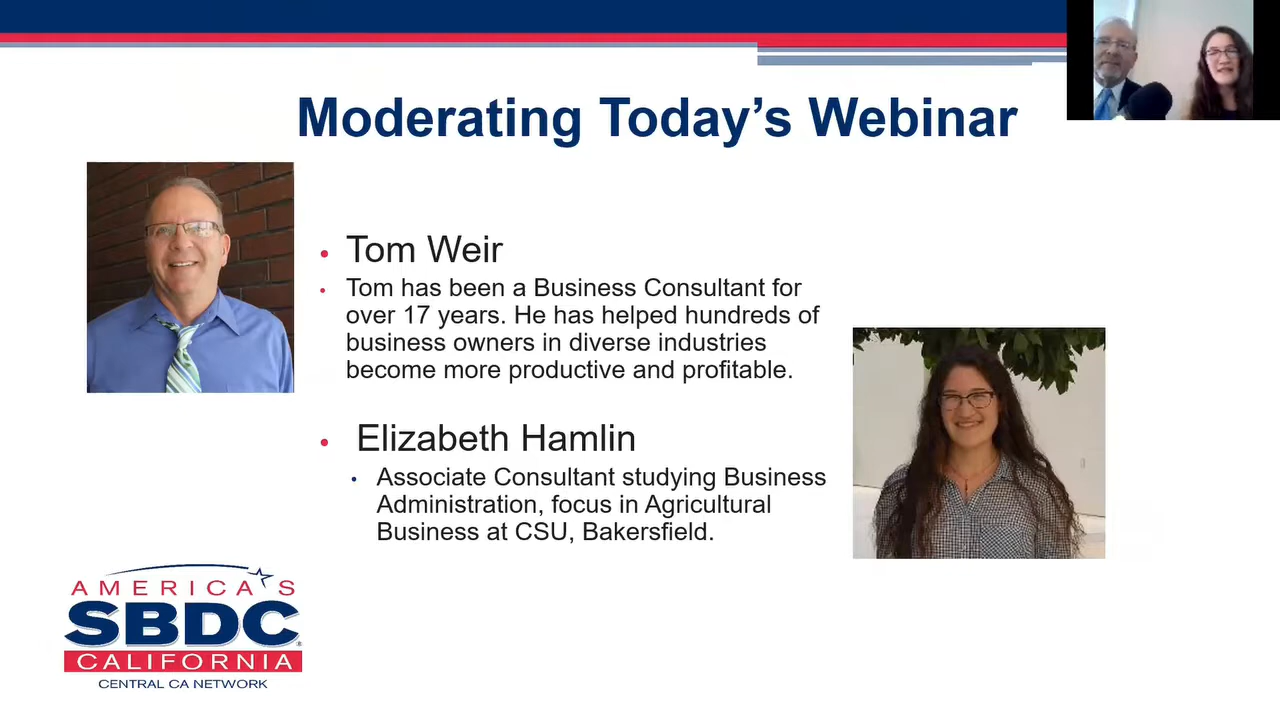 Moderating Today’s Webinar
Tom Weir
Tom has been a Business Consultant for
over 17 years. He has helped hundreds of
business owners in diverse industries
become more productive and profitable.
Elizabeth Hamlin
Associate Consultant studying Business
Administration, focus in Agricultural
Business at CSU, Bakersfield.
AMERICA'S
SBDC
CALIFORNIA
CENTRAL CA NETWORK